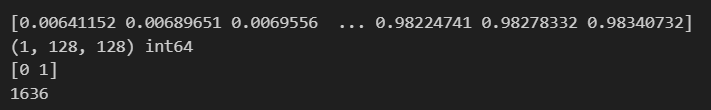 [0.00641152 0.00689651 0.0069556  ... 0.98224741 0.98278332 0.98340732]
(1, 128, 128) int64
[0 1]
1636